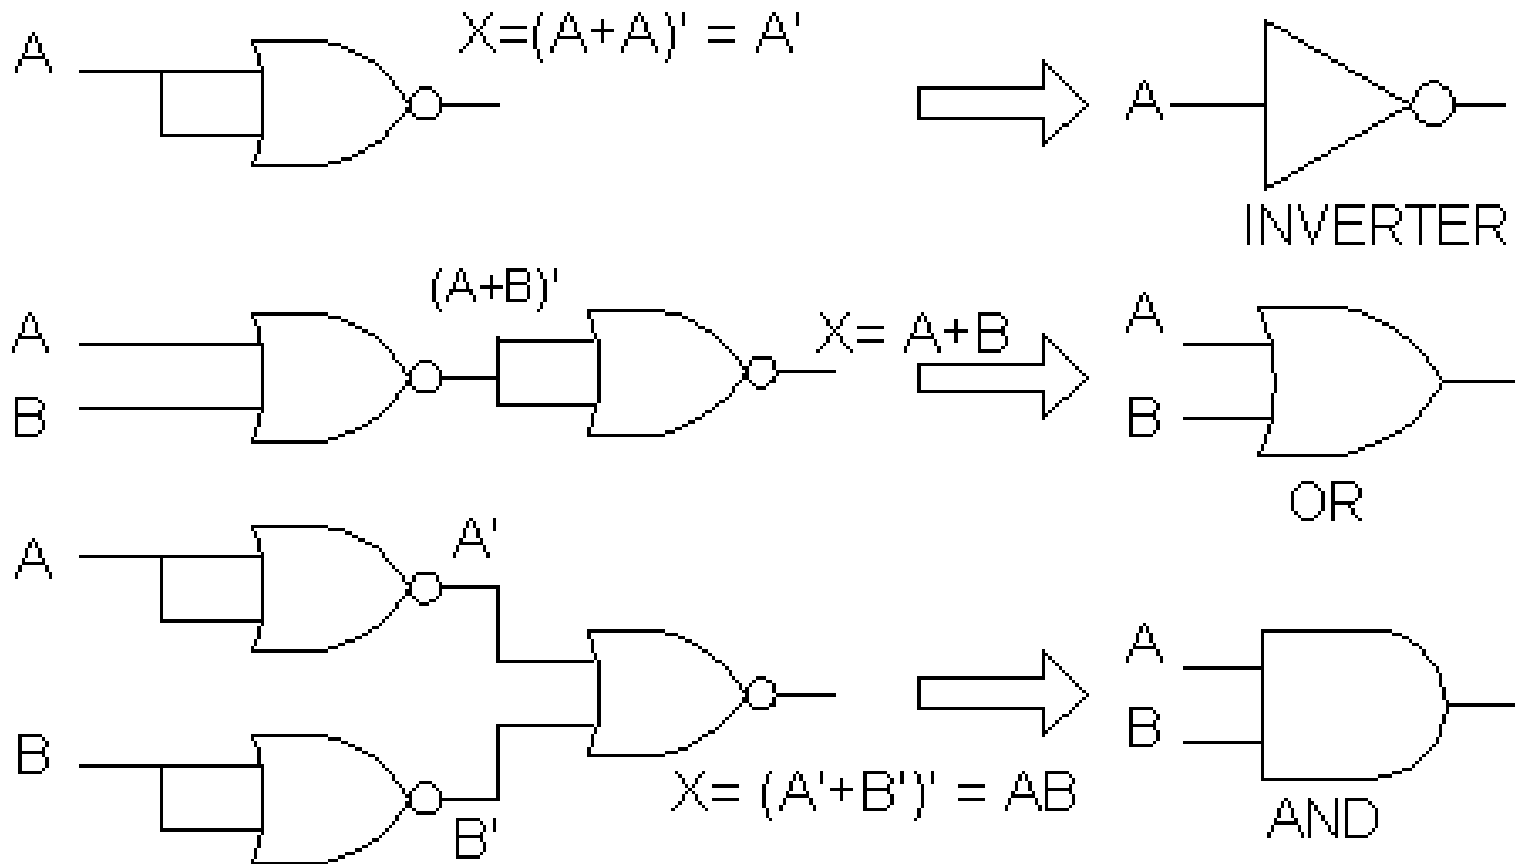 A
X=(A+A)' = A'
A
INVERTER
A
B
(A+B)'
X= A+B
A
B
OR
A
A'
B
B'
X= (A'+B')' = AB
A
B
AND